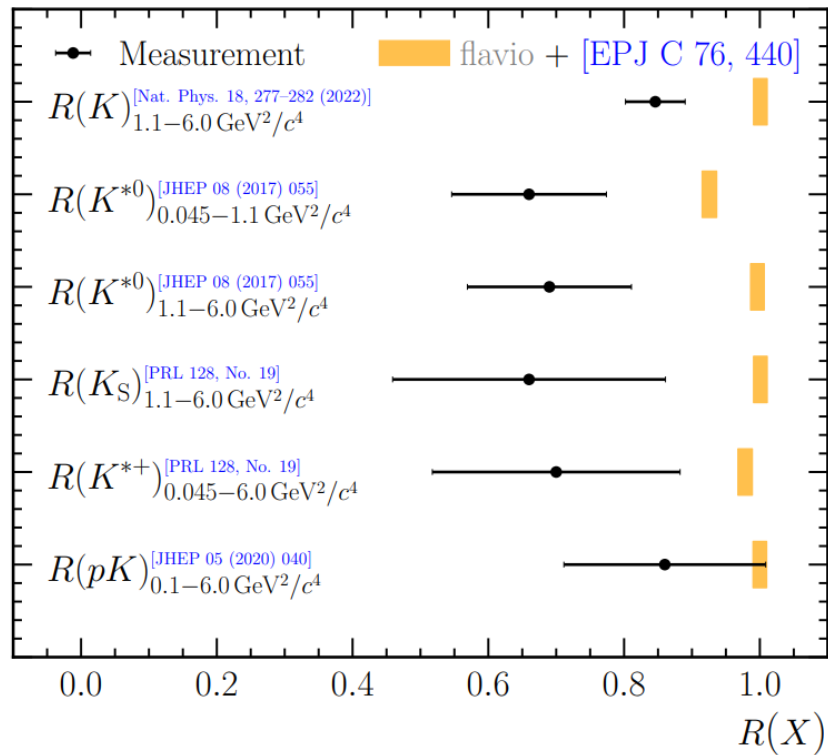 Measurement flavio + [EPJ C 76, 440]
R(K)[Nat. Phys. 18, 277–282 (2022)] 1.1−6.0 GeV²/c⁴
R(K*⁰)[JHEP 08 (2017) 055] 0.045−1.1 GeV²/c⁴
R(K*⁰)[JHEP 08 (2017) 055] 1.1−6.0 GeV²/c⁴
R(K_S)[PRL 128, No. 19] 1.1−6.0 GeV²/c⁴
R(K*⁺)[PRL 128, No. 19] 0.045−6.0 GeV²/c⁴
R(pK)[JHEP 05 (2020) 040] 0.1−6.0 GeV²/c⁴
0.0 0.2 0.4 0.6 0.8 1.0
R(X)